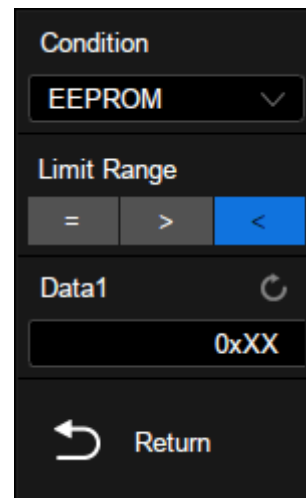 Condition
EEPROM
Limit Range
= > <
Data1
0xXX
Return